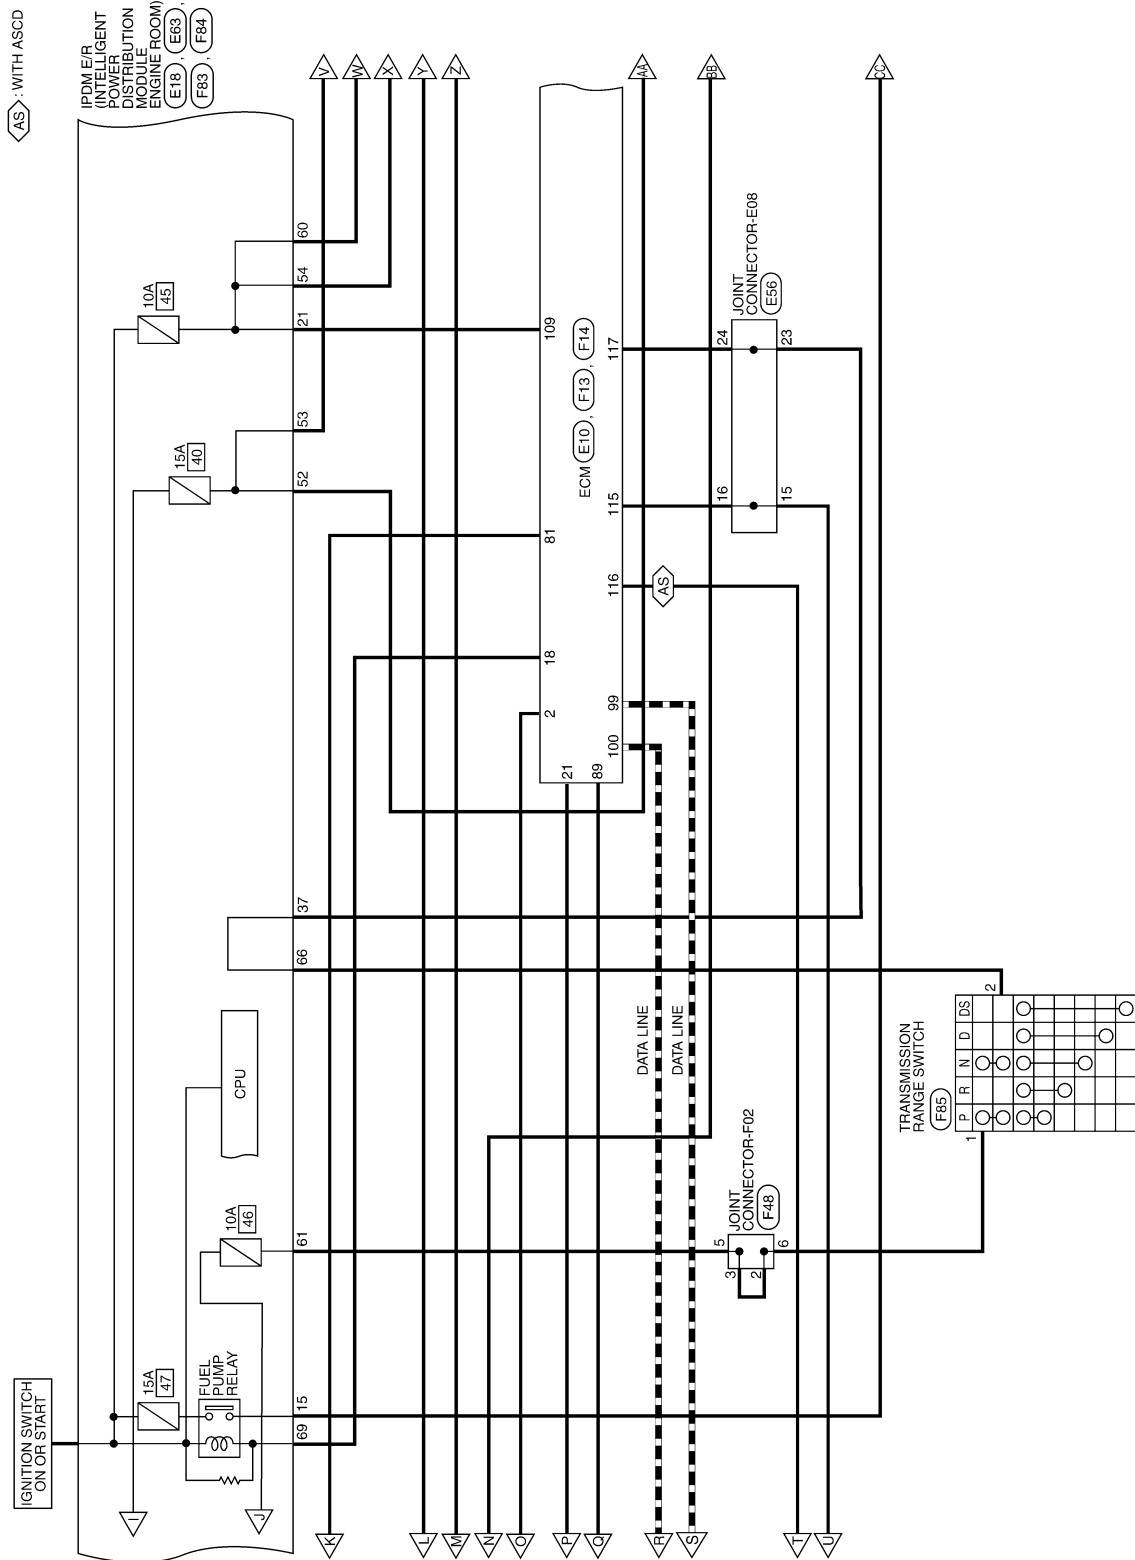 AS : WITH ASCD
IPDM E/R
(INTELLIGENT
POWER
DISTRIBUTION
MODULE
ENGINE ROOM)
E18 , E63 ,
F83 , F84
IGNITION SWITCH
ON OR START
15A
47
FUEL
PUMP
RELAY
10A
46
CPU
15A
40
10A
45
I
J
69
15
61
66
37
52
53
21
54
60
K
L
M
N
O
P
Q
R
S
T
U
V
W
X
Y
Z
AA
BB
CC
2
18
81
109
21
89
100
99
116
115
117
ECM E10 , F13 , F14
AS
DATA LINE
DATA LINE
JOINT
CONNECTOR-E08
E56
16
24
15
23
JOINT
CONNECTOR-F02
F48
5
3
2
6
TRANSMISSION
RANGE SWITCH
F85
1
2
P R N D DS